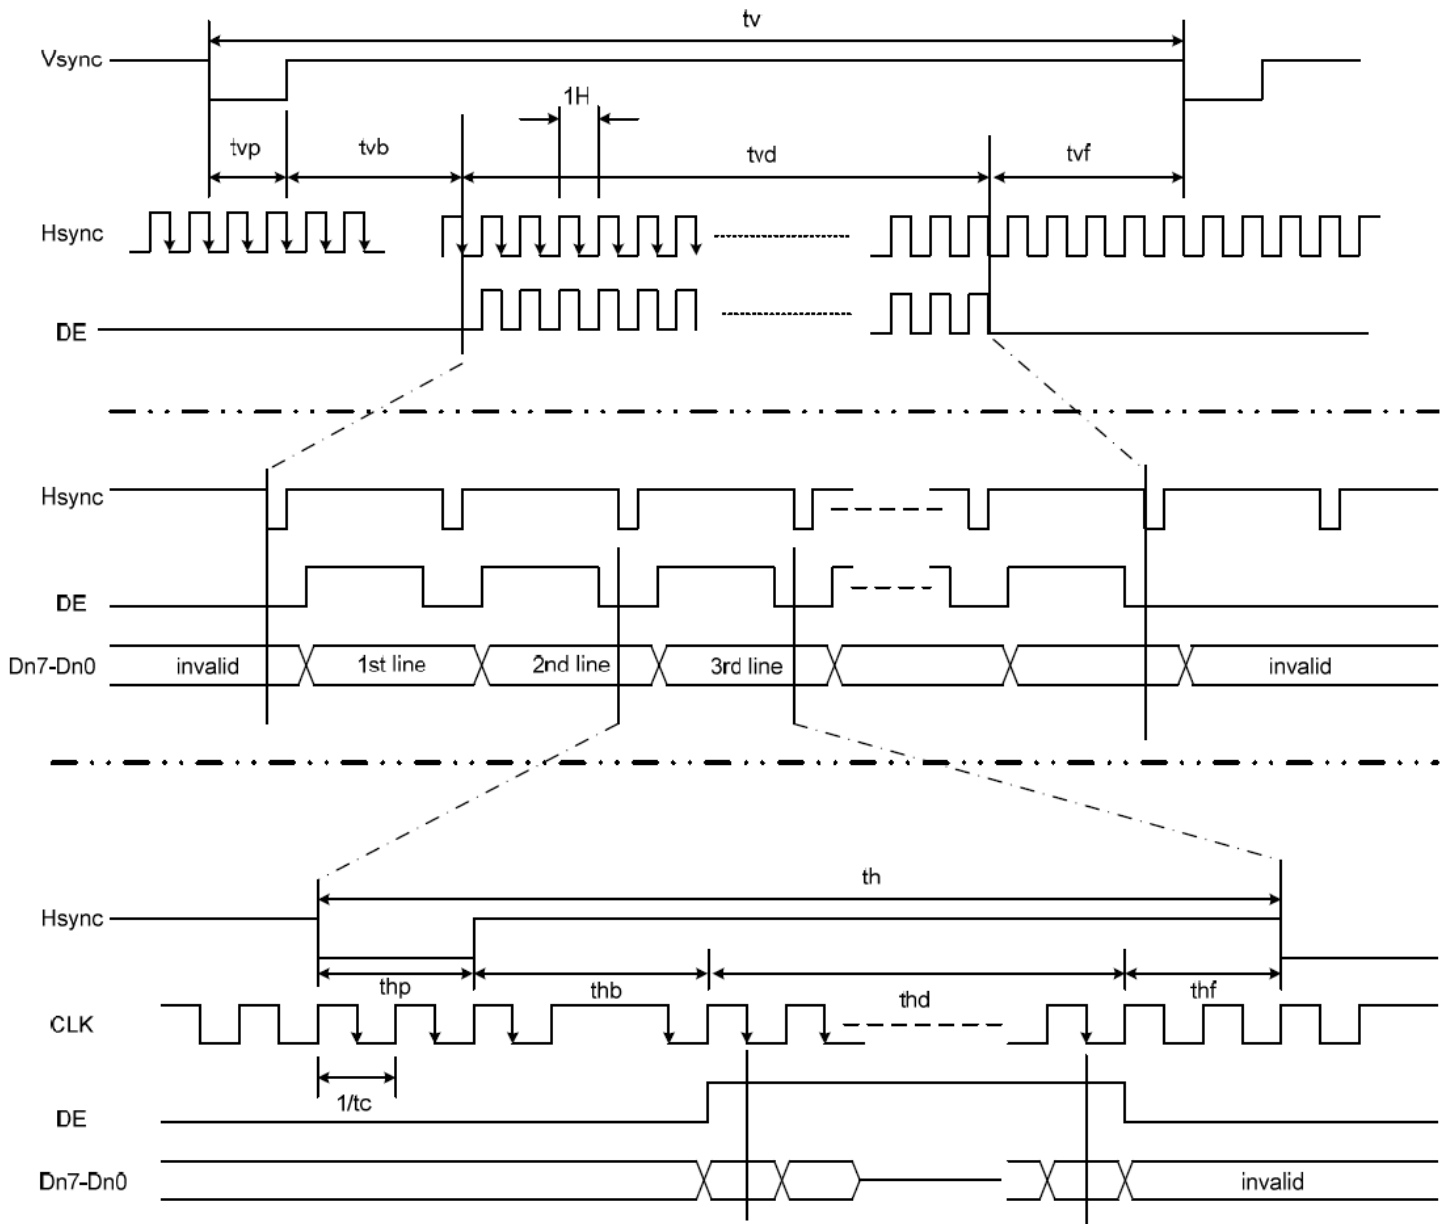 tv
Vsync
1H
tvp
tvb
tvd
tvf
Hsync
DE
Hsync
DE
Dn7-Dn0
invalid
1st line
2nd line
3rd line
invalid
th
Hsync
thp
thb
thd
thf
CLK
1/tc
DE
Dn7-Dn0
invalid